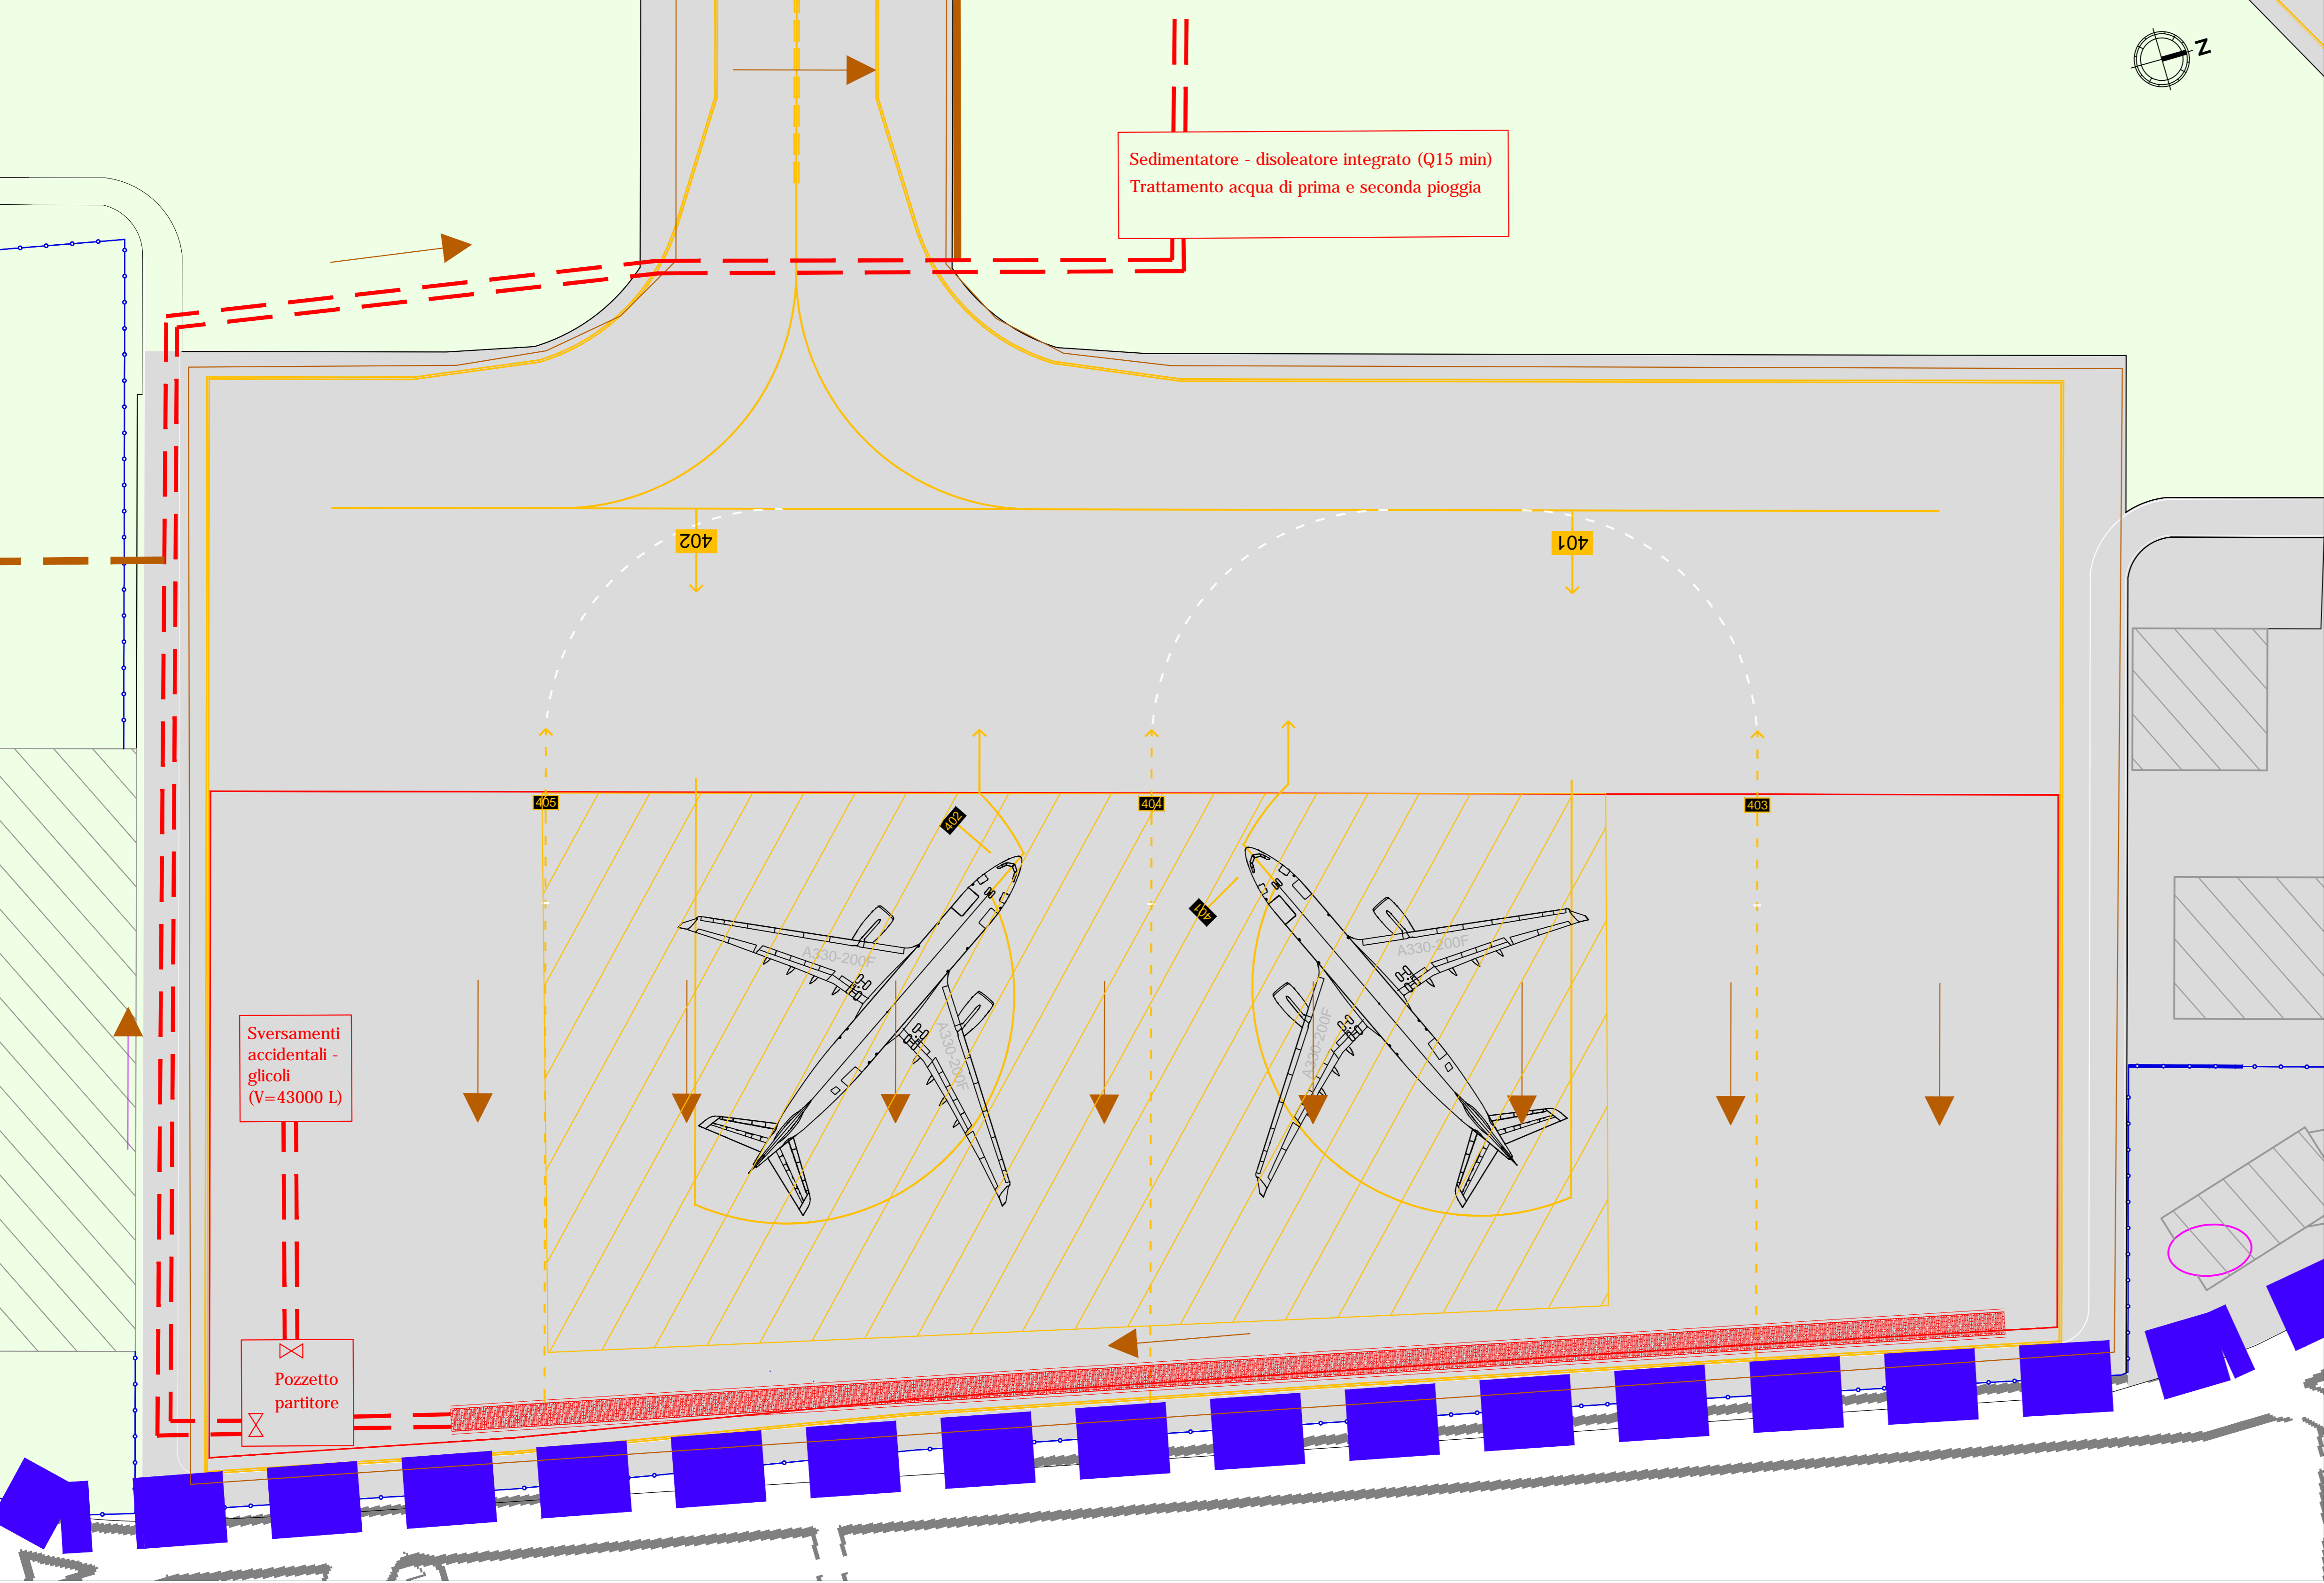 N
Sedimentatore - disoleatore integrato (Q15 min)
Trattamento acqua di prima e seconda pioggia
402
401
405
404
403
402
401
A330-200F
A330-200F
A330-200F
A330-200F
Sversamenti
accidentali -
glicoli
(V=43000 L)
Pozzetto
partitore